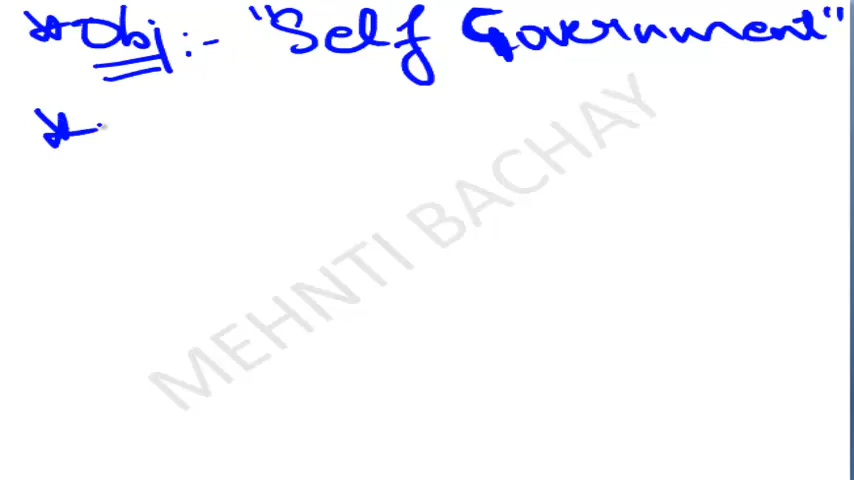 * Obj :- "Self Government"
*
MEHNTI BACHAY